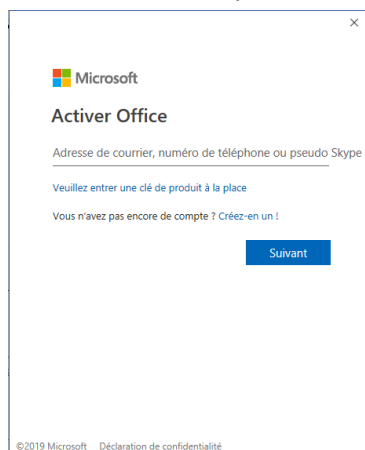 Microsoft
Activer Office
Adresse de courrier, numéro de téléphone ou pseudo Skype
Veuillez entrer une clé de produit à la place
Vous n'avez pas encore de compte ? Créez-en un !
Suivant
©2019 Microsoft Déclaration de confidentialité